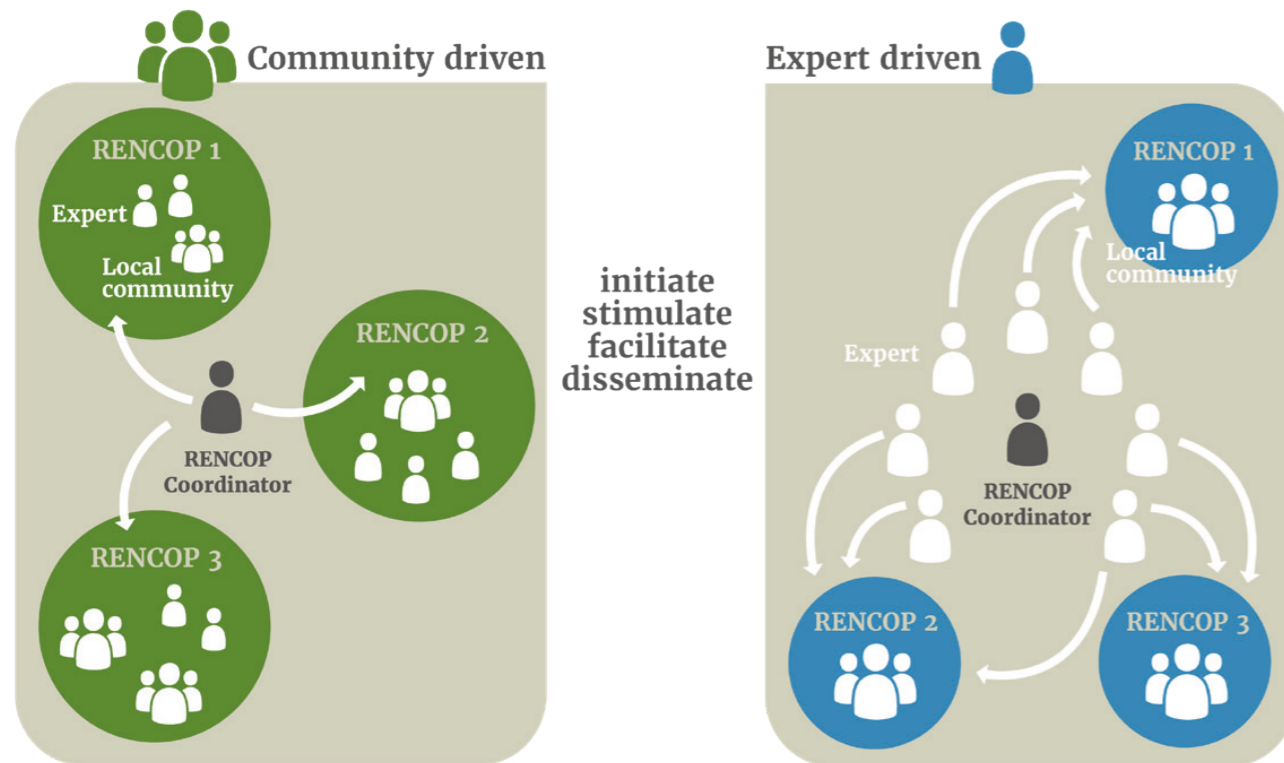 Community driven
RENCOP 1
Expert
Local
community
RENCOP 2
RENCOP
Coordinator
RENCOP 3
initiate
stimulate
facilitate
disseminate
Expert driven
RENCOP 1
Local
community
Expert
RENCOP
Coordinator
RENCOP 2
RENCOP 3